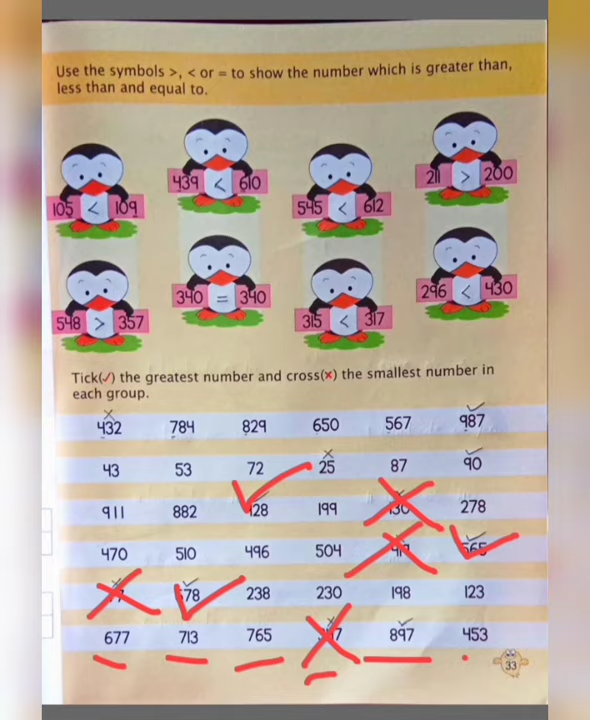 Use the symbols >, < or = to show the number which is greater than,
less than and equal to.
105 < 109
439 < 610
545 < 612
211 > 200
548 > 357
340 = 340
315 < 317
296 < 430
Tick(✓) the greatest number and cross(×) the smallest number in
each group.
432 784 829 650 567 987
43 53 72 25 87 90
911 882 199 278
470 510 496 504 565
238 230 198 123
677 713 765 897 453
33